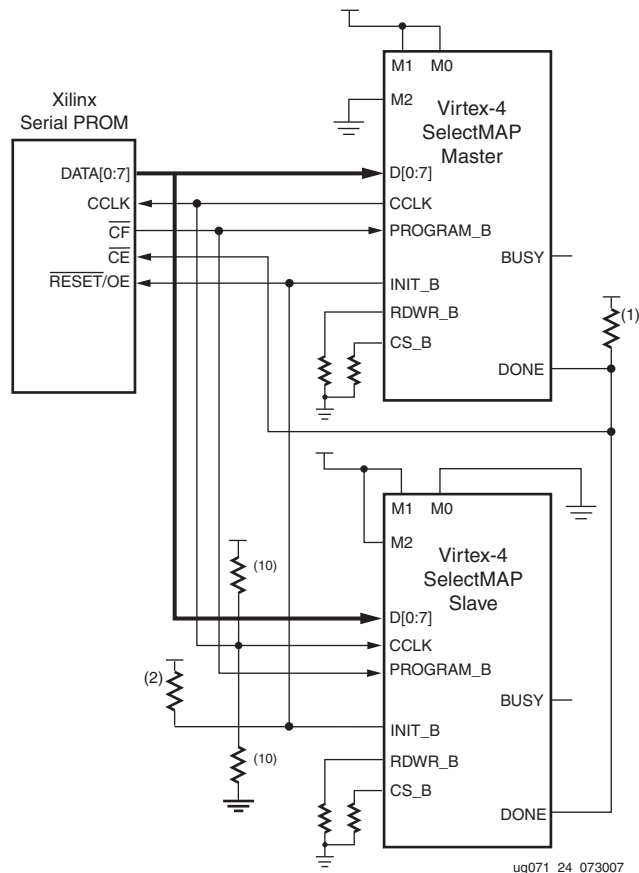 Xilinx
Serial PROM
DATA[0:7]
CCLK
CF
CE
RESET/OE
M1 M0
M2
Virtex-4
SelectMAP
Master
D[0:7]
CCLK
PROGRAM_B
BUSY
INIT_B
RDWR_B
CS_B
DONE
(1)
M1 M0
M2
Virtex-4
SelectMAP
Slave
(10)
D[0:7]
CCLK
PROGRAM_B
(2)
BUSY
INIT_B
(10)
RDWR_B
CS_B
DONE
ug071_24_073007